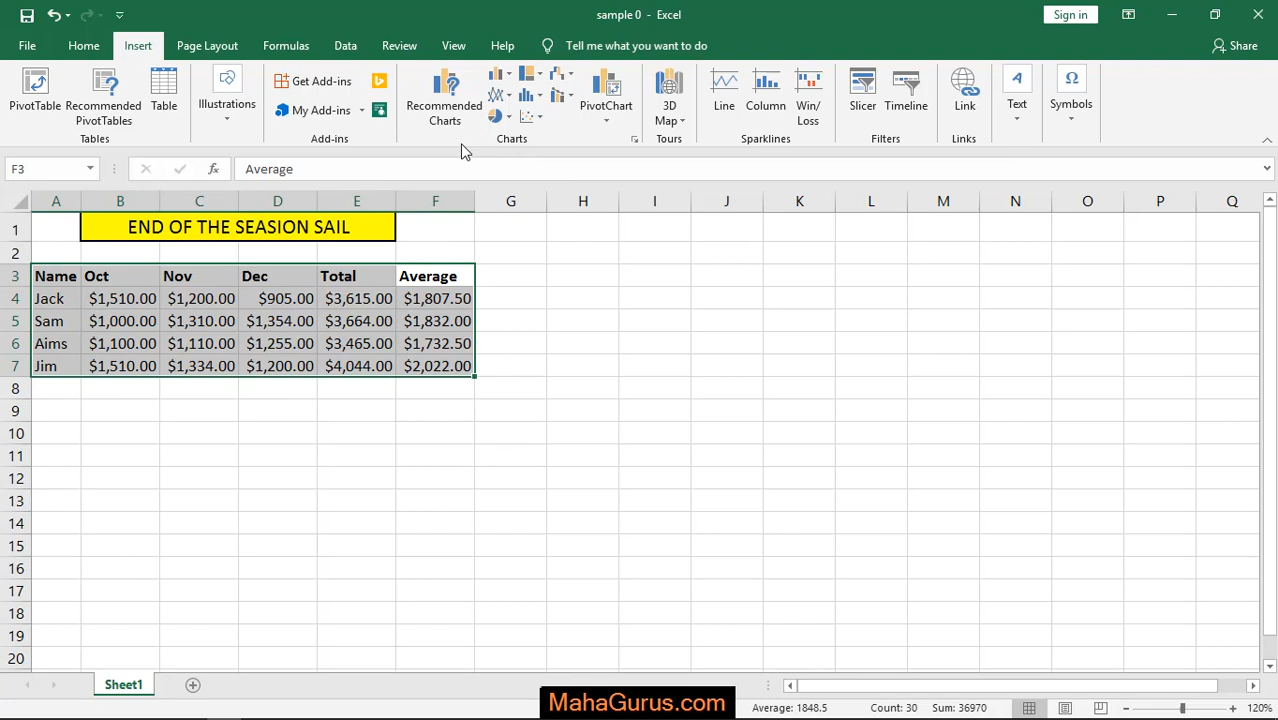 sample 0 - Excel
Sign in
File Home Insert Page Layout Formulas Data Review View Help Tell me what you want to do Share
PivotTable Recommended PivotTables Table
Tables
Illustrations
Get Add-ins
My Add-ins
Add-ins
Recommended Charts
PivotChart
Charts
3D Map
Tours
Line Column Win/ Loss
Sparklines
Slicer Timeline
Filters
Link
Links
Text
Symbols
F3 fx Average
A B C D E F G H I J K L M N O P Q
1 END OF THE SEASION SAIL
2
3 Name Oct Nov Dec Total Average
4 Jack $1,510.00 $1,200.00 $905.00 $3,615.00 $1,807.50
5 Sam $1,000.00 $1,310.00 $1,354.00 $3,664.00 $1,832.00
6 Aims $1,100.00 $1,110.00 $1,255.00 $3,465.00 $1,732.50
7 Jim $1,510.00 $1,334.00 $1,200.00 $4,044.00 $2,022.00
8
9
10
11
12
13
14
15
16
17
18
19
20
Sheet1
MahaGurus.com
Average: 1848.5 Count: 30 Sum: 36970 120%